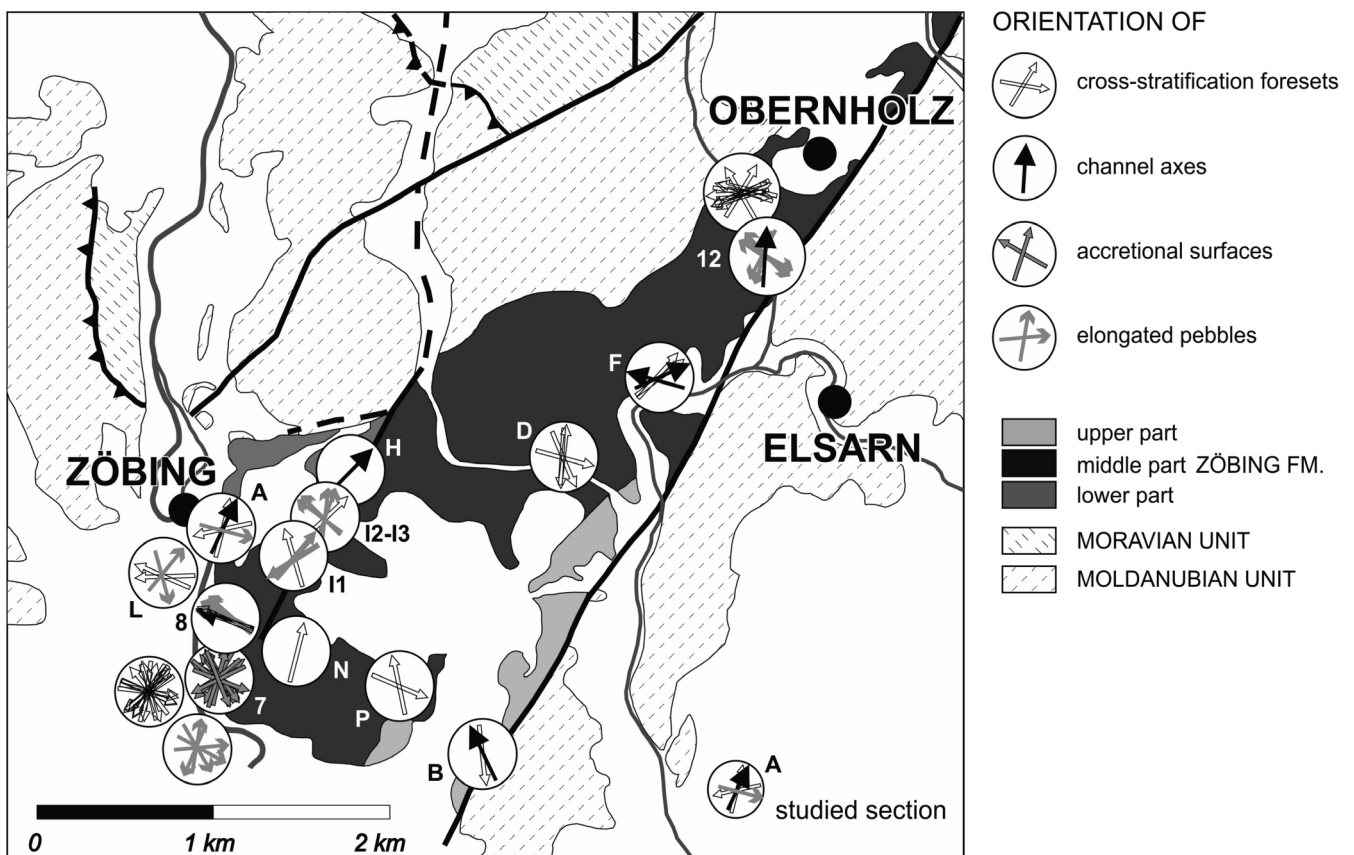 ORIENTATION OF
cross-stratification foresets
channel axes
accretional surfaces
elongated pebbles
upper part
middle part ZÖBING FM.
lower part
MORAVIAN UNIT
MOLDANUBIAN UNIT
OBERNHOLZ
12
F
ELSARN
D
H
ZÖBING
A
I2-I3
I1
L
8
N
7
P
B
A
studied section
0 1 km 2 km